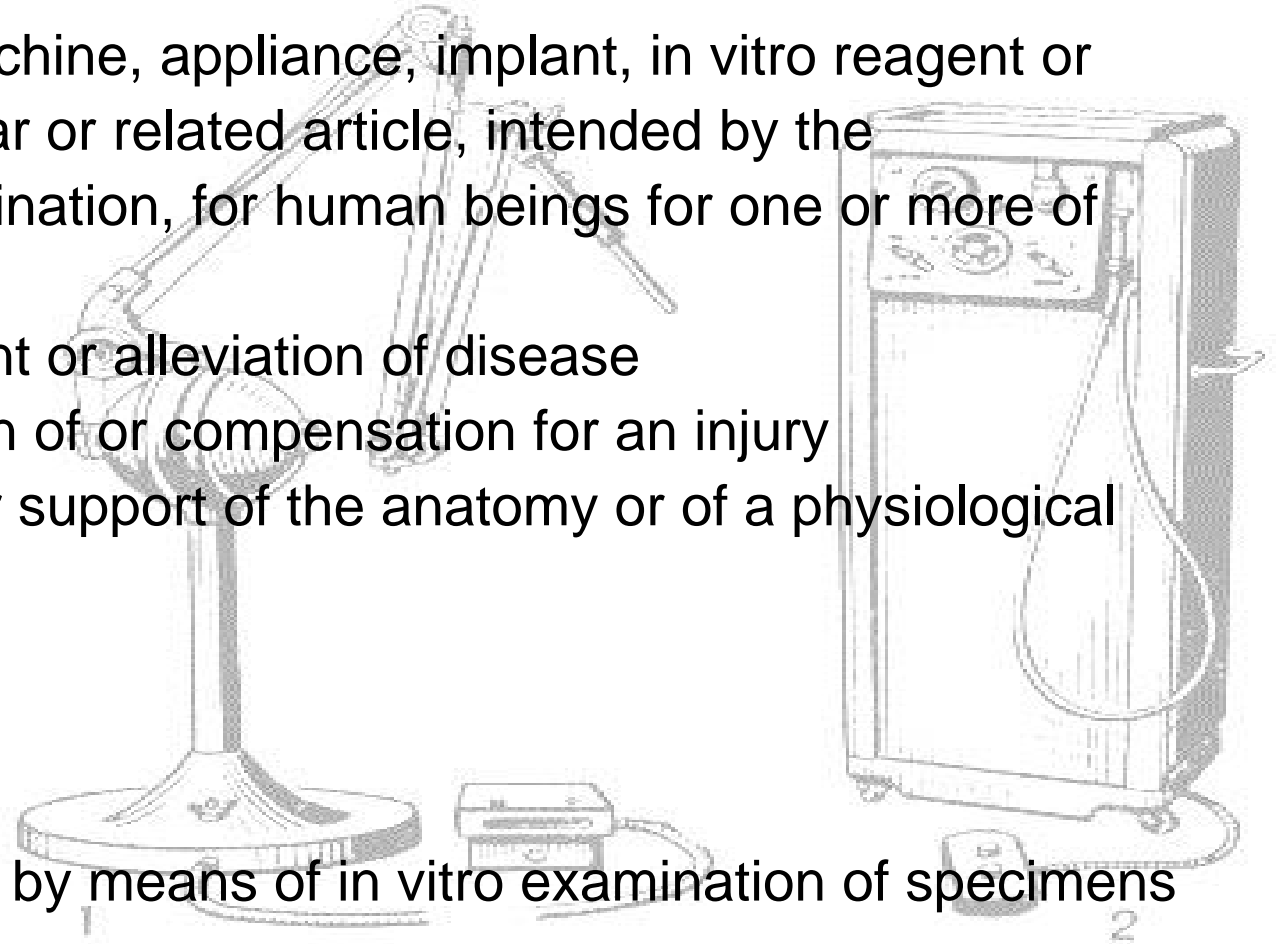 chine, appliance, implant, in vitro reagent or
ar or related article, intended by the
ination, for human beings for one or more of
nt or alleviation of disease
n of or compensation for an injury
support of the anatomy or of a physiological
by means of in vitro examination of specimens
1
2